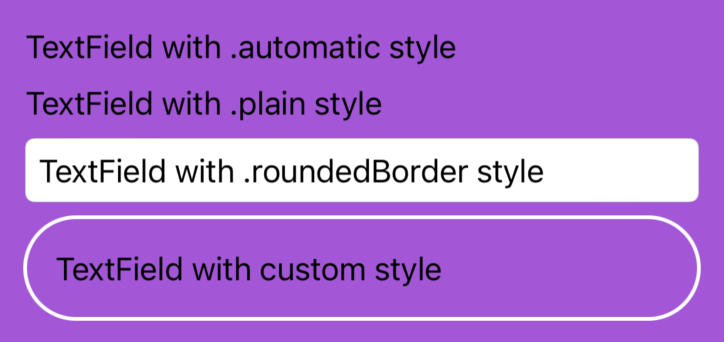 TextField with .automatic style
TextField with .plain style
TextField with .roundedBorder style
TextField with custom style